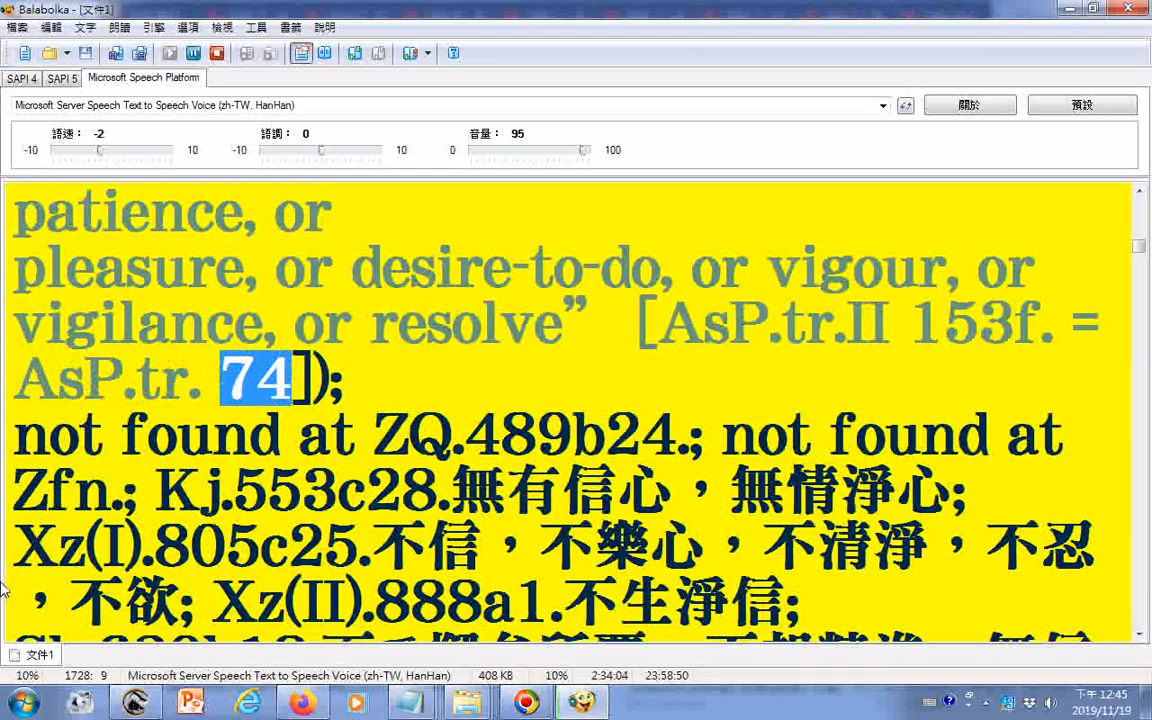 Balabolka - [文件1]
檔案 編輯 文字 朗讀 引擎 選項 檢視 工具 書籤 說明
SAPI 4 SAPI 5 Microsoft Speech Platform
Microsoft Server Speech Text to Speech Voice (zh-TW, HanHan) 關於 預設
語速： -2 語調： 0 音量： 95
-10 10 -10 10 0 100
patience, or
pleasure, or desire-to-do, or vigour, or
vigilance, or resolve” [AsP.tr.II 153f. =
AsP.tr. 74]);
not found at ZQ.489b24.; not found at
Zfn.; Kj.553c28.無有信心，無情淨心;
Xz(I).805c25.不信，不樂心，不清淨，不忍
，不欲; Xz(II).888a1.不生淨信;
文件1
10% 1728: 9 Microsoft Server Speech Text to Speech Voice (zh-TW, HanHan) 408 KB 10% 2:34:04 23:58:50
下午 12:45
2019/11/19